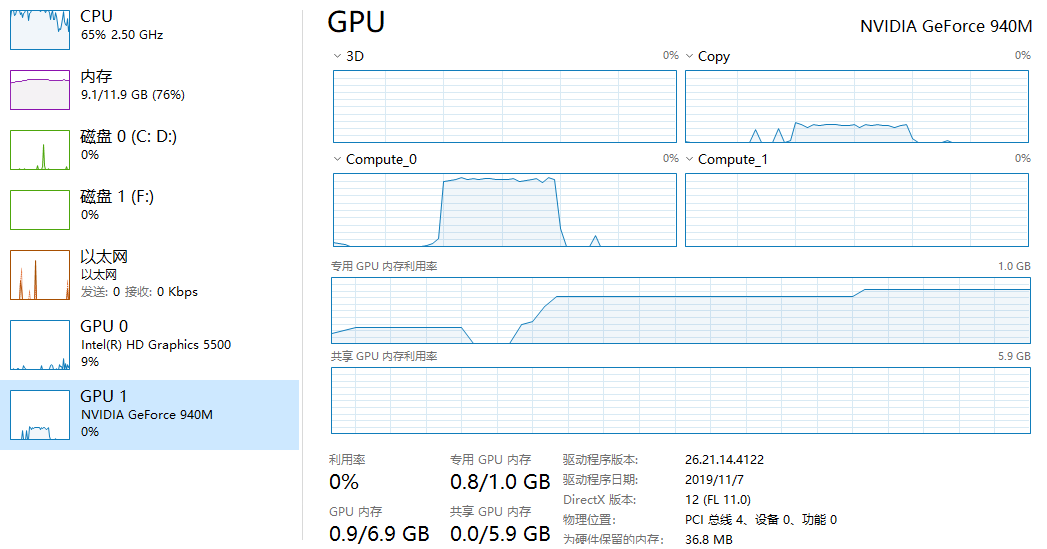 CPU
65% 2.50 GHz
内存
9.1/11.9 GB (76%)
磁盘 0 (C: D:)
0%
磁盘 1 (F:)
0%
以太网
以太网
发送: 0 接收: 0 Kbps
GPU 0
Intel(R) HD Graphics 5500
9%
GPU 1
NVIDIA GeForce 940M
0%
GPU
NVIDIA GeForce 940M
3D 0%
Copy 0%
Compute_0 0%
Compute_1 0%
专用 GPU 内存利用率 1.0 GB
共享 GPU 内存利用率 5.9 GB
利用率
0%
专用 GPU 内存
0.8/1.0 GB
GPU 内存
0.9/6.9 GB
共享 GPU 内存
0.0/5.9 GB
驱动程序版本: 26.21.14.4122
驱动程序日期: 2019/11/7
DirectX 版本: 12 (FL 11.0)
物理位置: PCI 总线 4、设备 0、功能 0
为硬件保留的内存: 36.8 MB